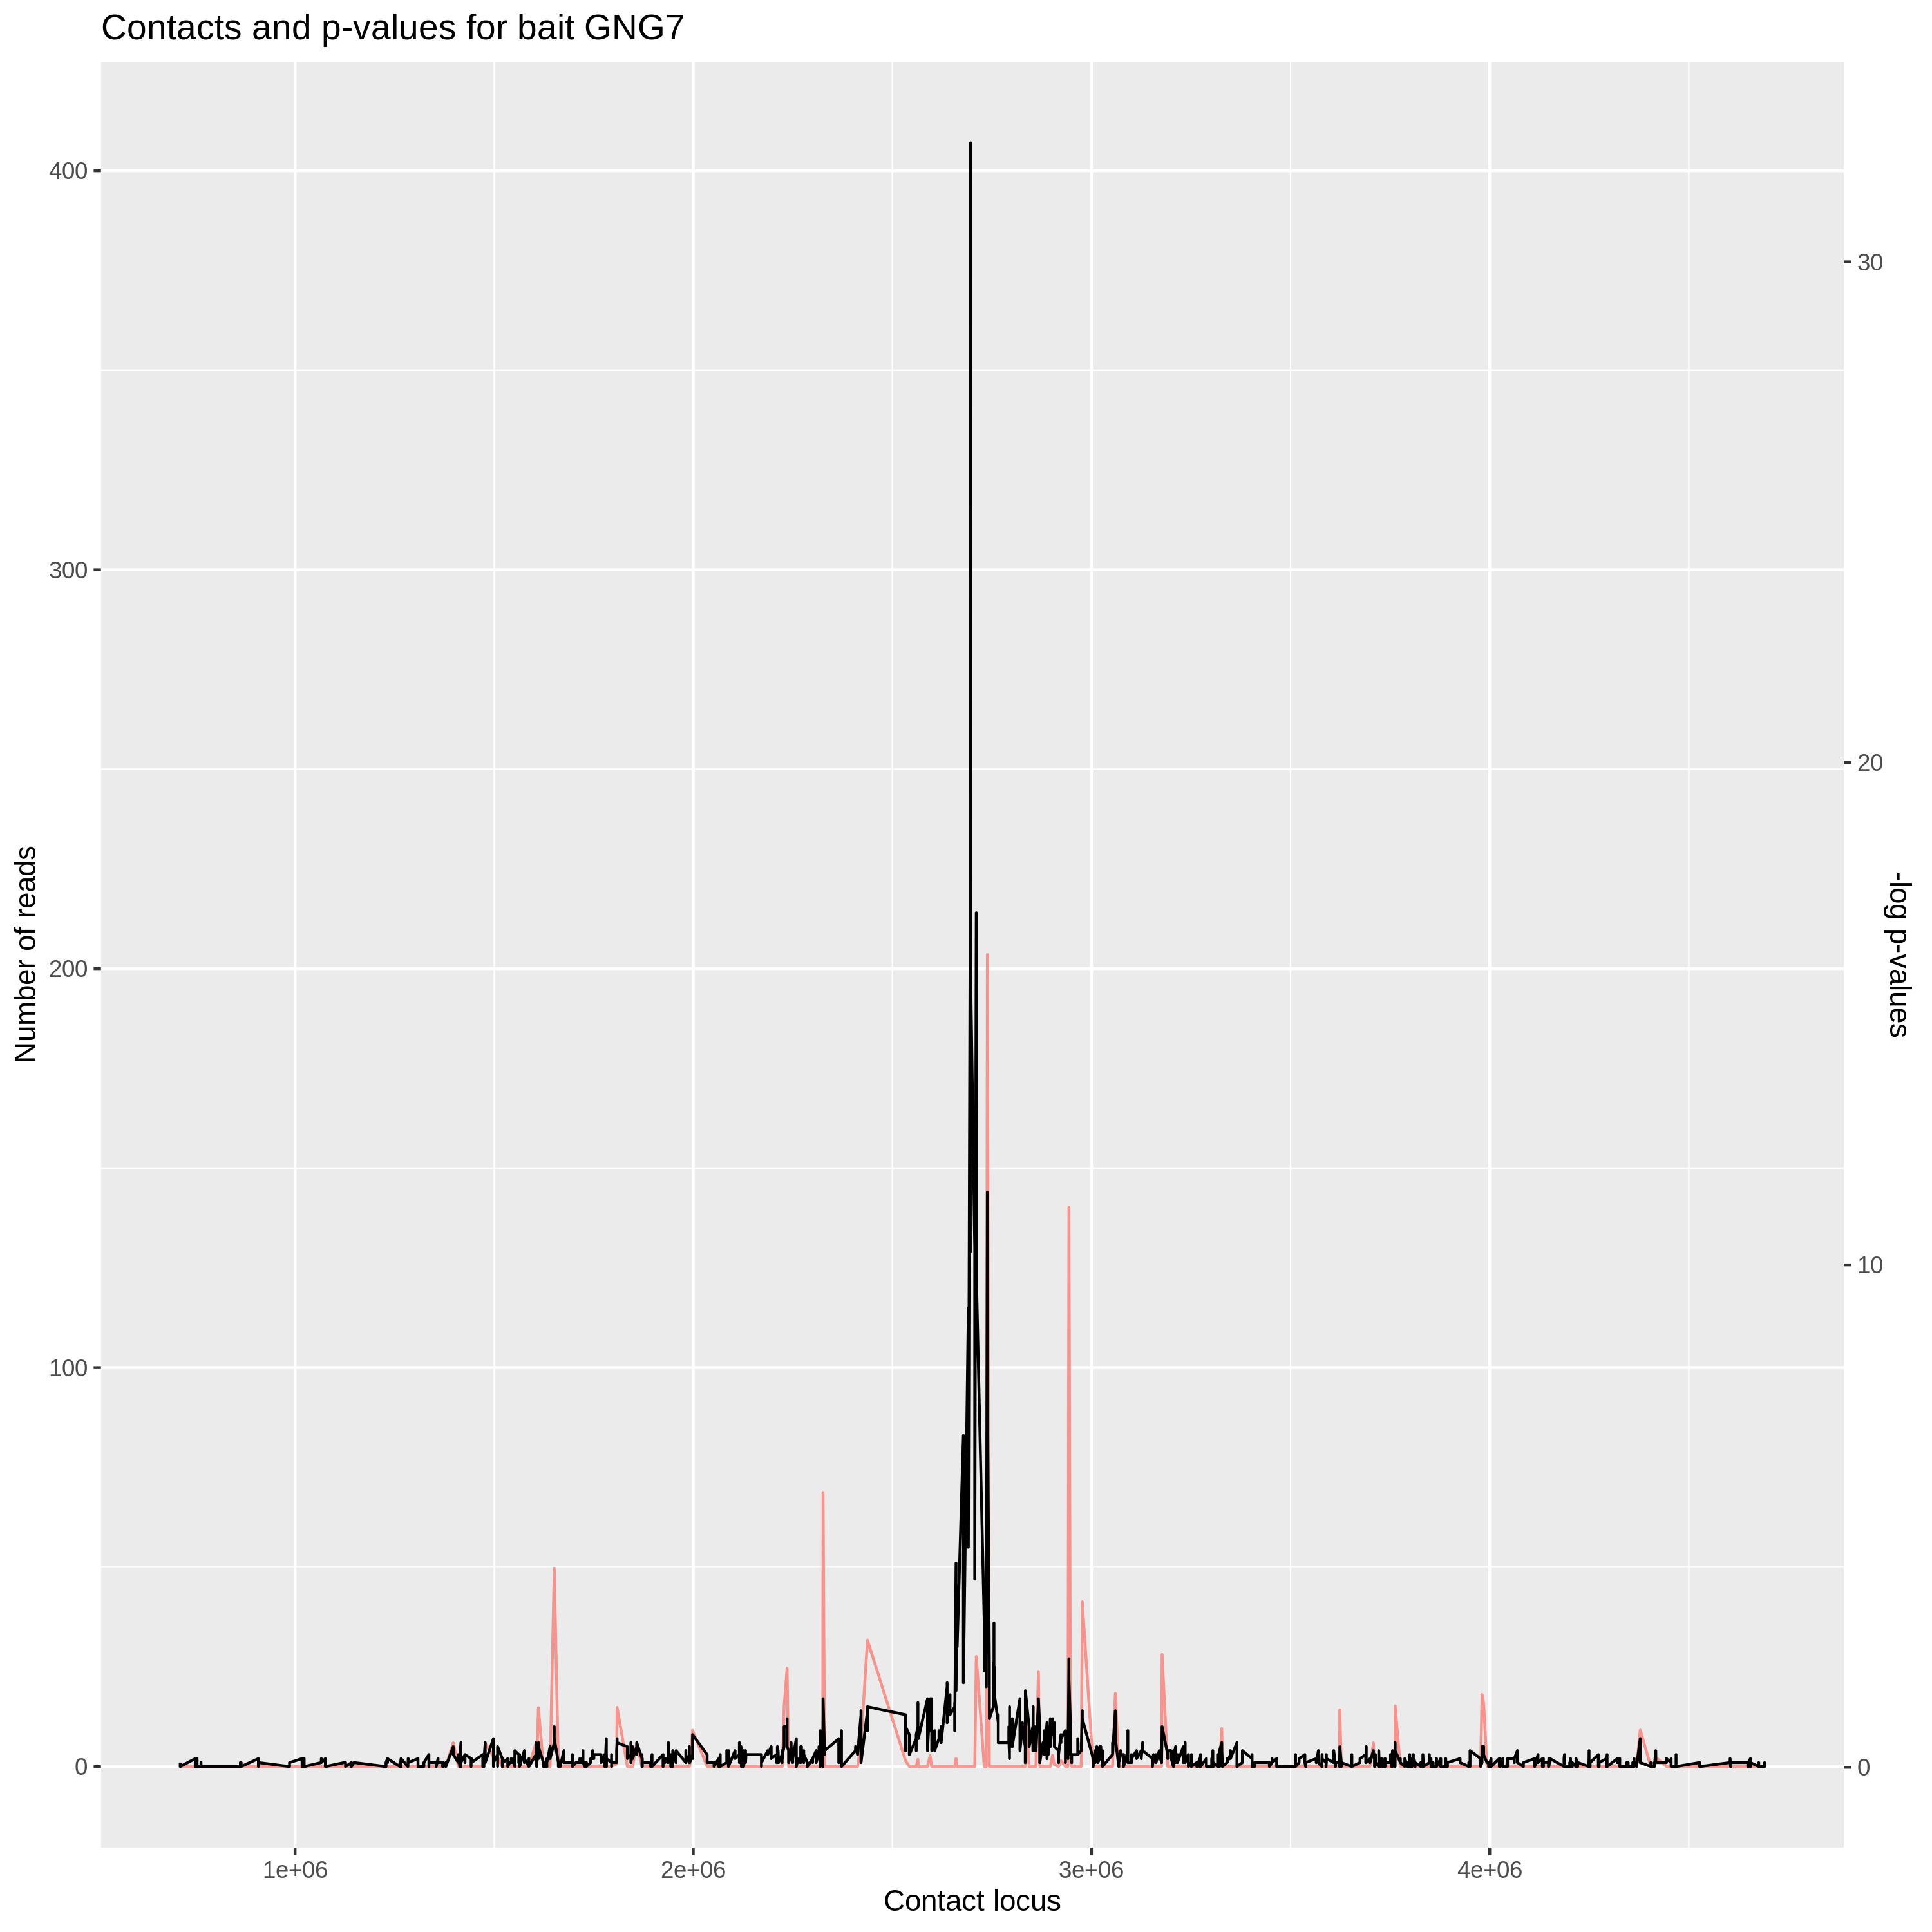 Contacts and p-values for bait GNG7
400
300
200
100
0
Number of reads
30
20
10
0
-log p-values
1e+06 2e+06 3e+06 4e+06
Contact locus